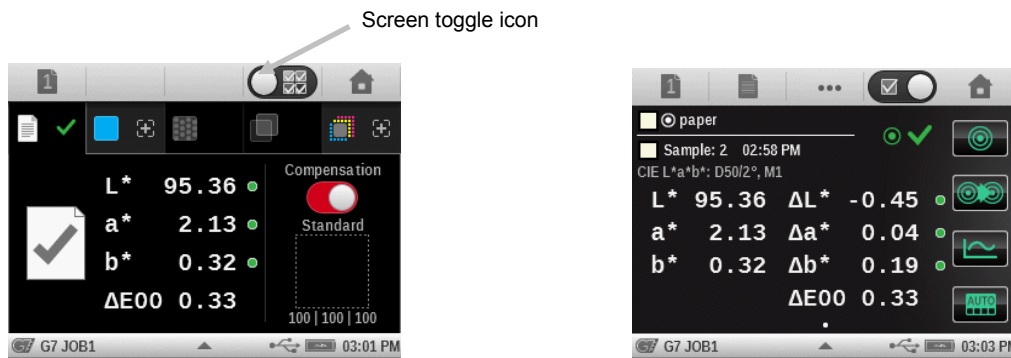 Screen toggle icon
1
L* 95.36
a* 2.13
b* 0.32
ΔE00 0.33
Compensation
Standard
100 | 100 | 100
G7 G7 JOB1 03:01 PM
1
paper
Sample: 2 02:58 PM
CIE L*a*b*: D50/2°, M1
L* 95.36 ΔL* -0.45
a* 2.13 Δa* 0.04
b* 0.32 Δb* 0.19
ΔE00 0.33
AUTO
G7 G7 JOB1 03:03 P